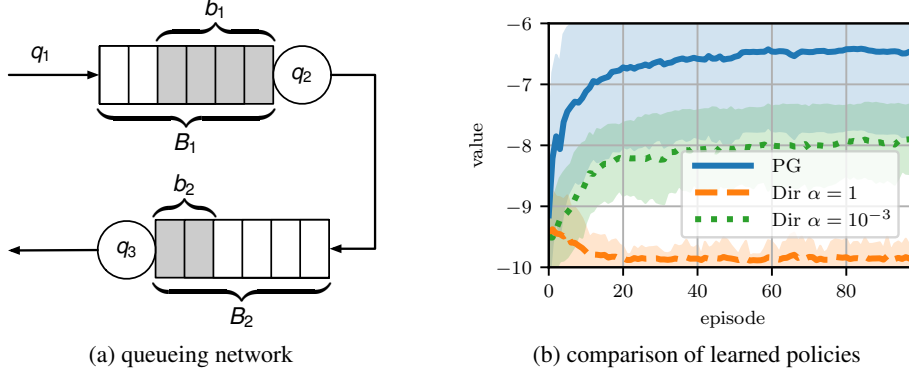 b₁
q₁
q₂
B₁
b₂
q₃
B₂
(a) queueing network
−6
−7
−8
−9
−10
value
0
20
40
60
80
episode
PG
Dir α = 1
Dir α = 10⁻³
(b) comparison of learned policies